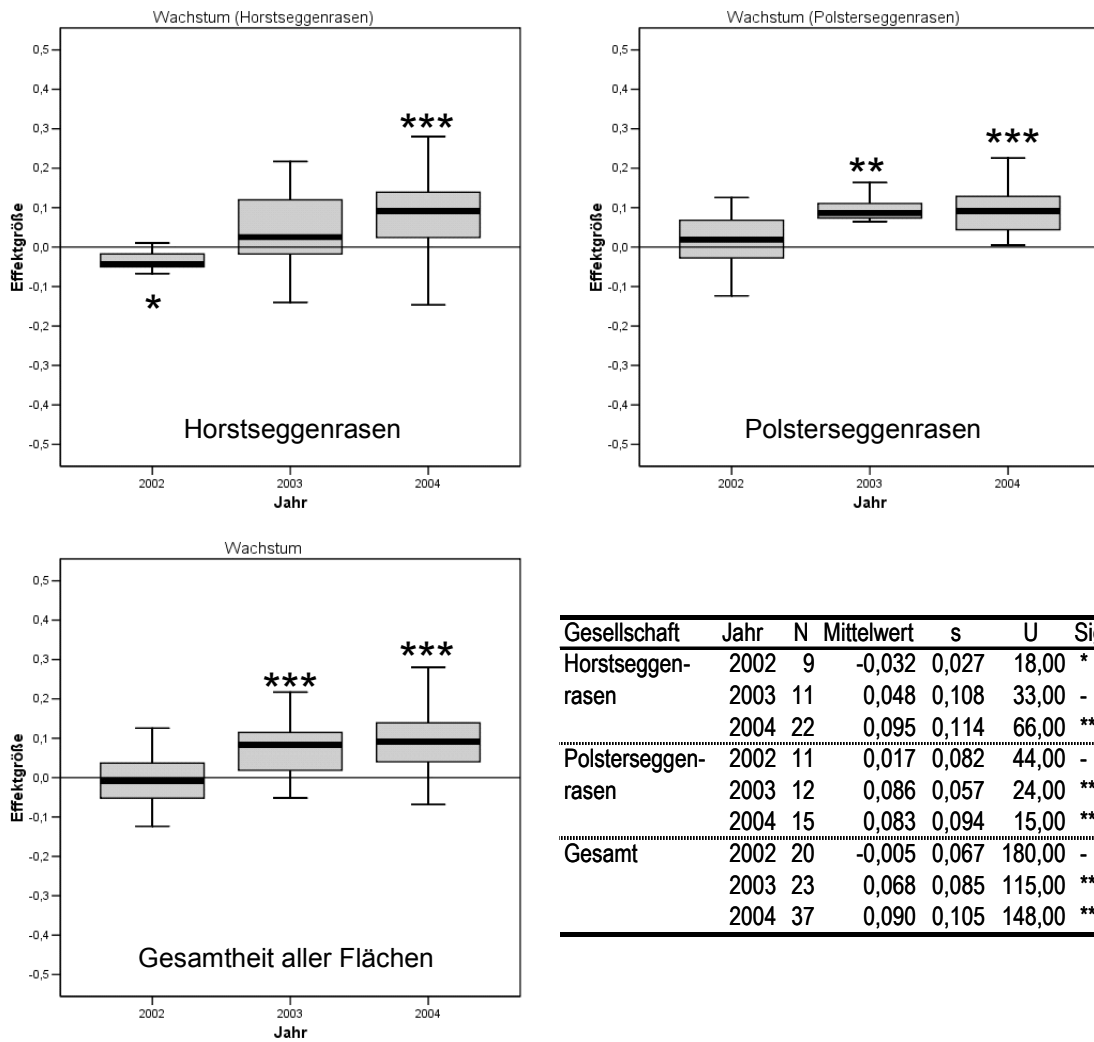 Wachstum (Horstseggenrasen)
0,5
0,4
0,3
0,2
0,1
0,0
-0,1
-0,2
-0,3
-0,4
-0,5
Effektgröße
***
*
Horstseggenrasen
2002 2003 2004
Jahr
Wachstum (Polsterseggenrasen)
0,5
0,4
0,3
0,2
0,1
0,0
-0,1
-0,2
-0,3
-0,4
-0,5
Effektgröße
***
**
Polsterseggenrasen
2002 2003 2004
Jahr
Wachstum
0,5
0,4
0,3
0,2
0,1
0,0
-0,1
-0,2
-0,3
-0,4
-0,5
Effektgröße
***
***
Gesamtheit aller Flächen
2002 2003 2004
Jahr
Gesellschaft Jahr N Mittelwert s U
Horstseggen- 2002 9 -0,032 0,027 18,00 *
rasen 2003 11 0,048 0,108 33,00 -
2004 22 0,095 0,114 66,00 **
Polsterseggen- 2002 11 0,017 0,082 44,00 -
rasen 2003 12 0,086 0,057 24,00 **
2004 15 0,083 0,094 15,00 **
Gesamt 2002 20 -0,005 0,067 180,00 -
2003 23 0,068 0,085 115,00 **
2004 37 0,090 0,105 148,00 **